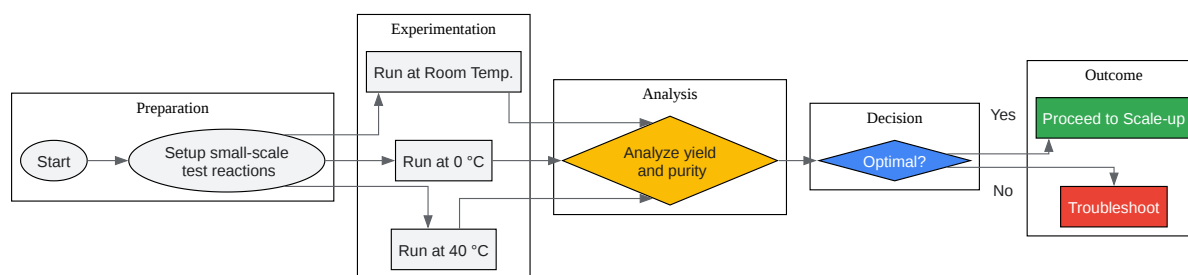 Preparation
Start
Setup small-scale
test reactions
Experimentation
Run at Room Temp.
Run at 0 °C
Run at 40 °C
Analysis
Analyze yield
and purity
Decision
Optimal?
Yes
No
Outcome
Proceed to Scale-up
Troubleshoot